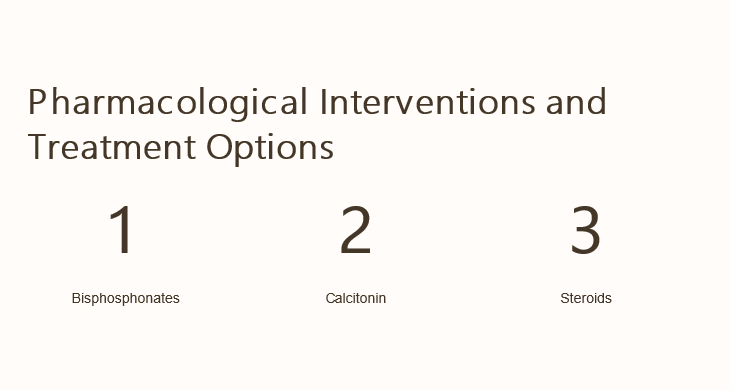 Pharmacological Interventions and
Treatment Options
1
2
3
Bisphosphonates
Calcitonin
Steroids